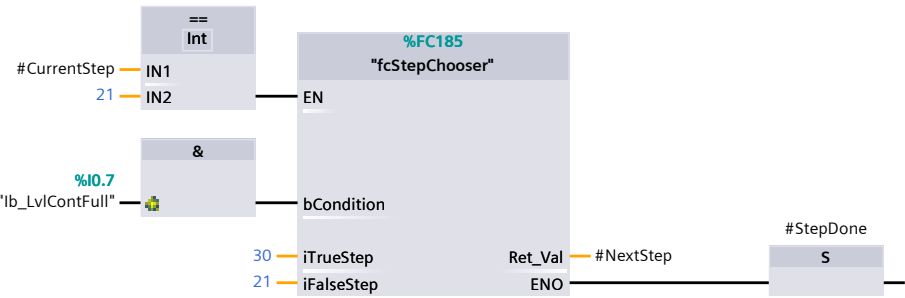 ==
Int
#CurrentStep
IN1
21
IN2
%FC185
"fcStepChooser"
EN
&
%I0.7
"Ib_LvlContFull"
bCondition
30
iTrueStep
Ret_Val
#NextStep
21
iFalseStep
ENO
#StepDone
S